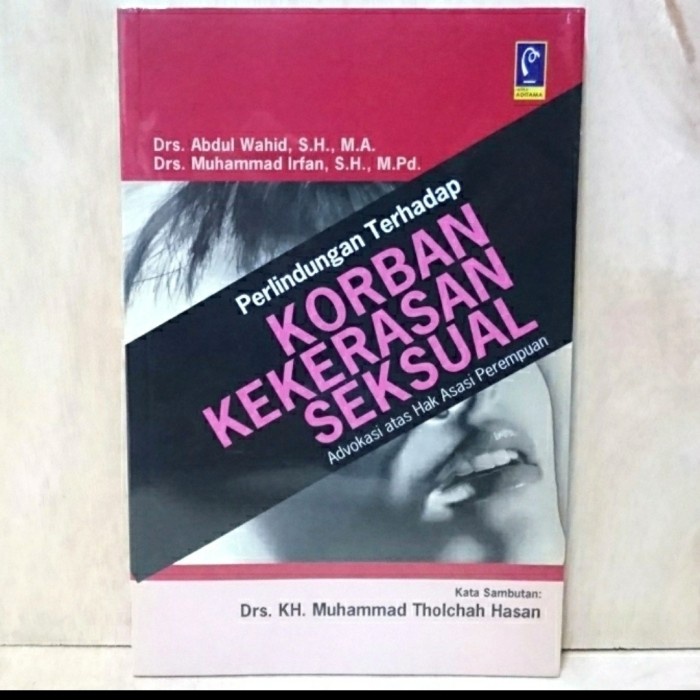 Drs. Abdul Wahid, S.H., M.A.
Drs. Muhammad Irfan, S.H., M.Pd.
Perlindungan Terhadap
KORBAN
KEKERASAN
SEKSUAL
Advokasi atas Hak Asasi Perempuan
Kata Sambutan:
Drs. KH. Muhammad Tholchah Hasan
ADITAMA